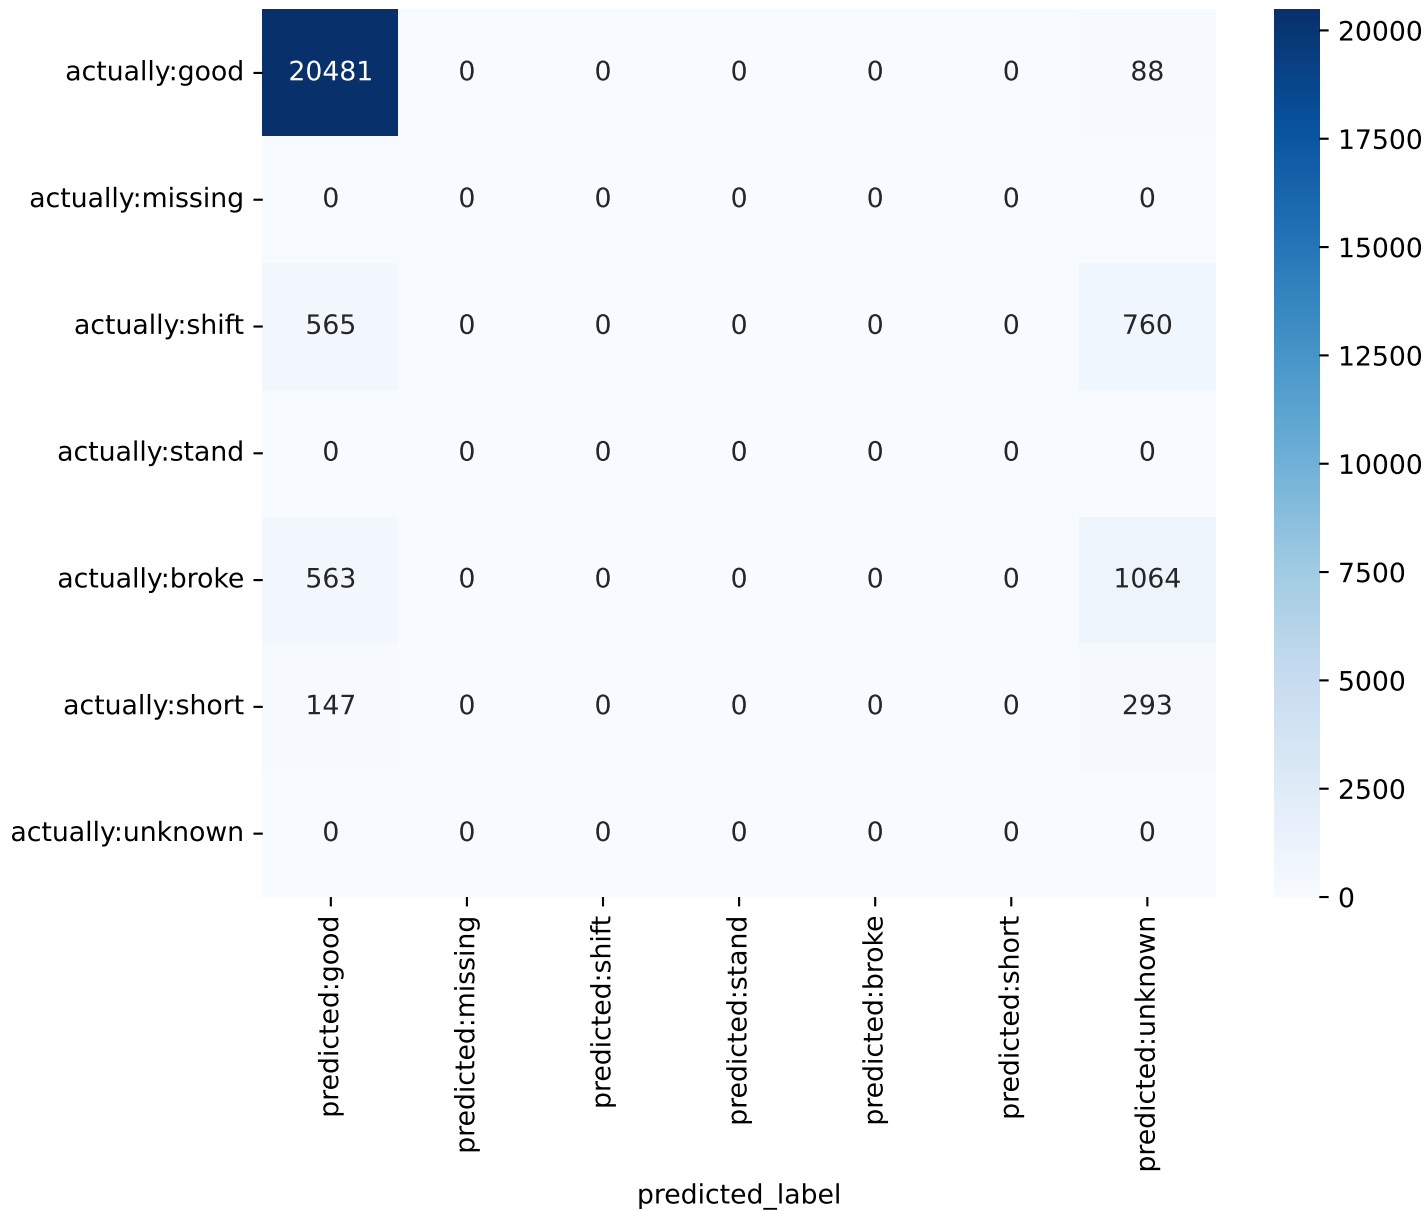 actually:good 20481 0 0 0 0 0 88
actually:missing 0 0 0 0 0 0 0
actually:shift 565 0 0 0 0 0 760
actually:stand 0 0 0 0 0 0 0
actually:broke 563 0 0 0 0 0 1064
actually:short 147 0 0 0 0 0 293
actually:unknown 0 0 0 0 0 0 0
predicted:good
predicted:missing
predicted:shift
predicted:stand
predicted:broke
predicted:short
predicted:unknown
predicted_label
20000
17500
15000
12500
10000
7500
5000
2500
0